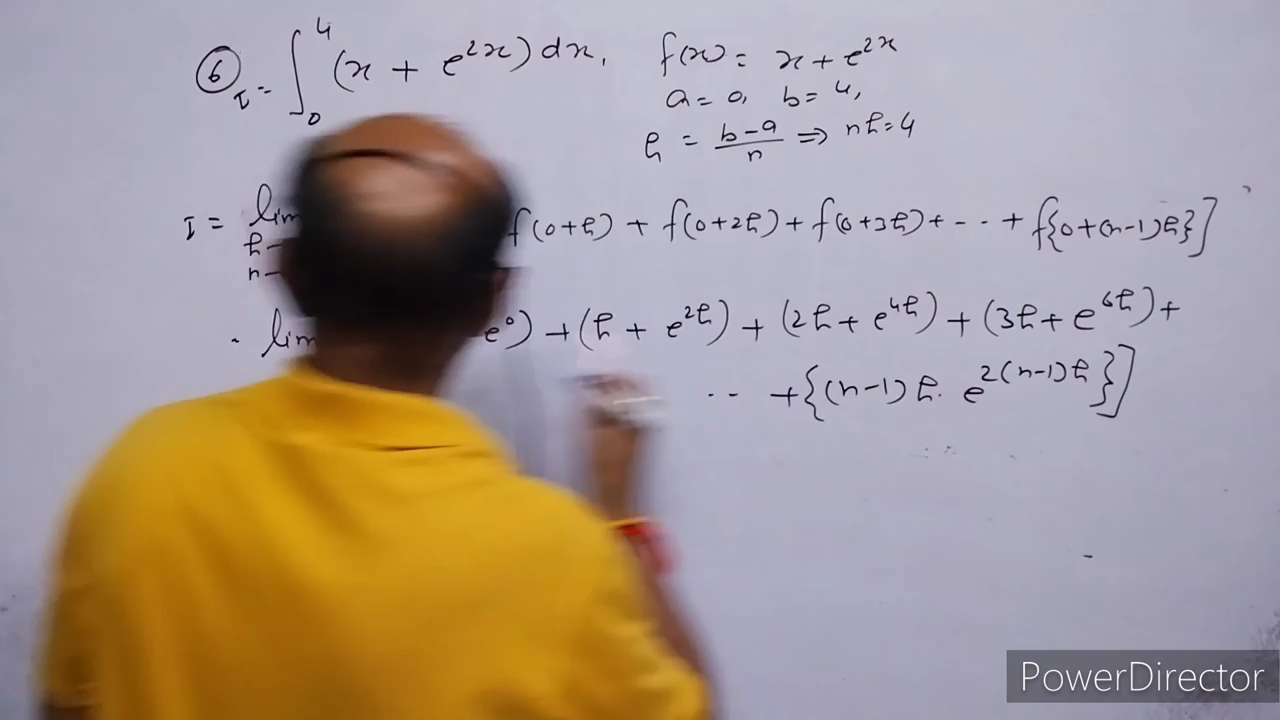 ⑥ I = ∫₀⁴ (x + e^{2x}) dx, f(x) = x + e^{2x}
a = 0, b = 4,
h = \frac{b-a}{n} ⇒ nh = 4
I = lim f(0+h) + f(0+2h) + f(0+3h) + - - - + f{0+(n-1)h}]
h-
n-
lim e⁰) + (h + e^{2h}) + (2h + e^{4h}) + (3h + e^{6h}) +
-- + {(n-1)h. e^{2(n-1)h}}]
PowerDirector